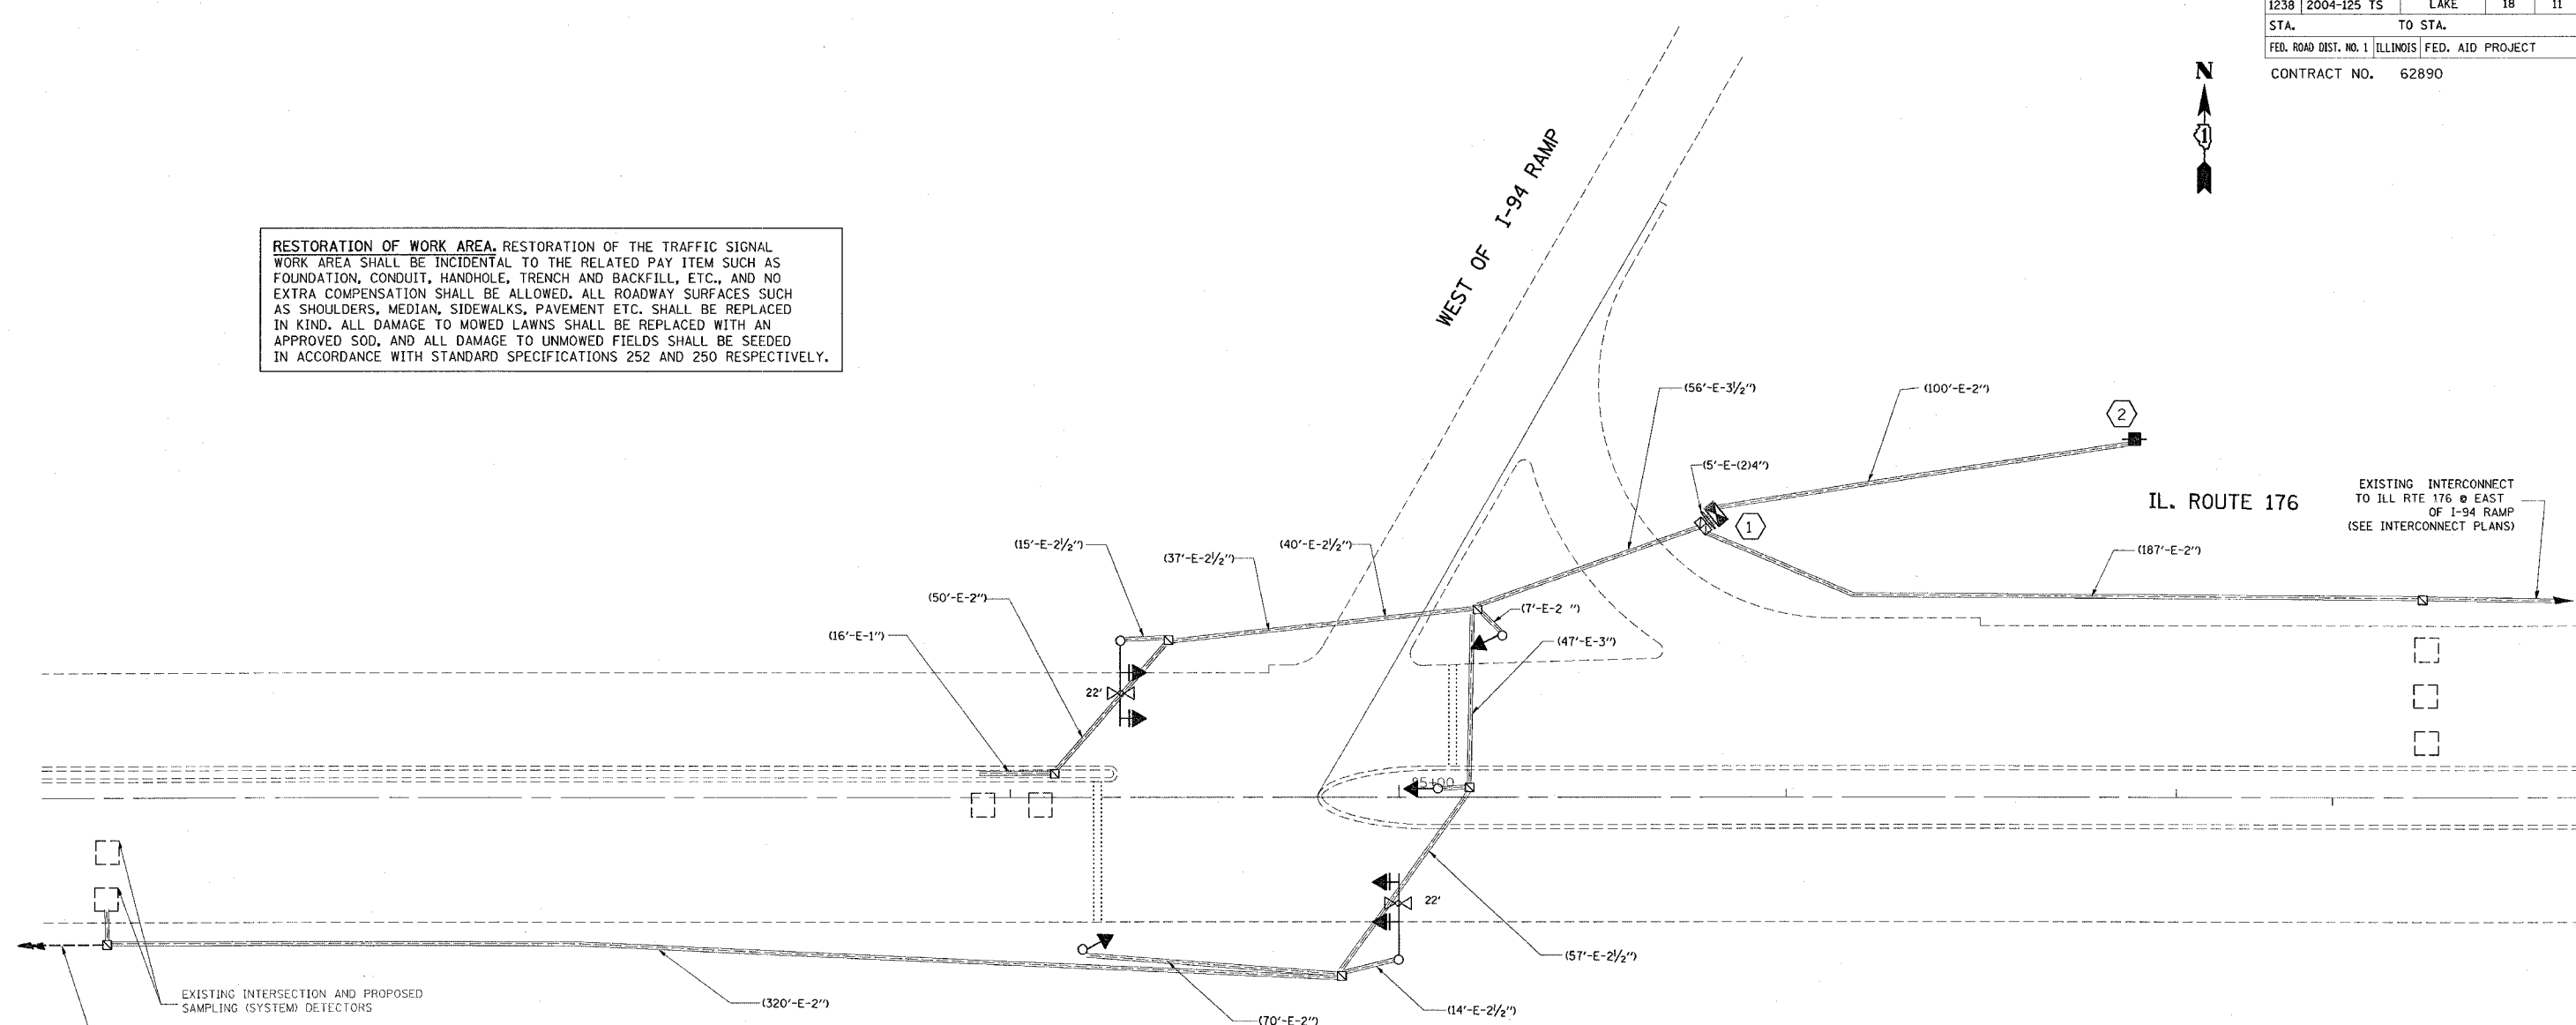 1238 2004-125 TS LAKE 18 11
STA. TO STA.
FED. ROAD DIST. NO. 1 ILLINOIS FED. AID PROJECT
CONTRACT NO. 62890
N
1
RESTORATION OF WORK AREA. RESTORATION OF THE TRAFFIC SIGNAL
WORK AREA SHALL BE INCIDENTAL TO THE RELATED PAY ITEM SUCH AS
FOUNDATION, CONDUIT, HANDHOLE, TRENCH AND BACKFILL, ETC., AND NO
EXTRA COMPENSATION SHALL BE ALLOWED. ALL ROADWAY SURFACES SUCH
AS SHOULDERS, MEDIAN, SIDEWALKS, PAVEMENT ETC. SHALL BE REPLACED
IN KIND. ALL DAMAGE TO MOWED LAWNS SHALL BE REPLACED WITH AN
APPROVED SOD, AND ALL DAMAGE TO UNMOWED FIELDS SHALL BE SEEDED
IN ACCORDANCE WITH STANDARD SPECIFICATIONS 252 AND 250 RESPECTIVELY.
WEST OF I-94 RAMP
(56'-E-3½")
(100'-E-2")
2
(5'-E-(2)4")
1
IL. ROUTE 176
EXISTING INTERCONNECT
TO ILL RTE 176 @ EAST
OF I-94 RAMP
(SEE INTERCONNECT PLANS)
(187'-E-2")
(15'-E-2½")
(37'-E-2½")
(40'-E-2½")
(50'-E-2")
(7'-E-2 ")
(16'-E-1")
(47'-E-3")
22'
95+00
22'
(57'-E-2½")
EXISTING INTERSECTION AND PROPOSED
SAMPLING (SYSTEM) DETECTORS
(320'-E-2")
(14'-E-2½")
(70'-E-2")